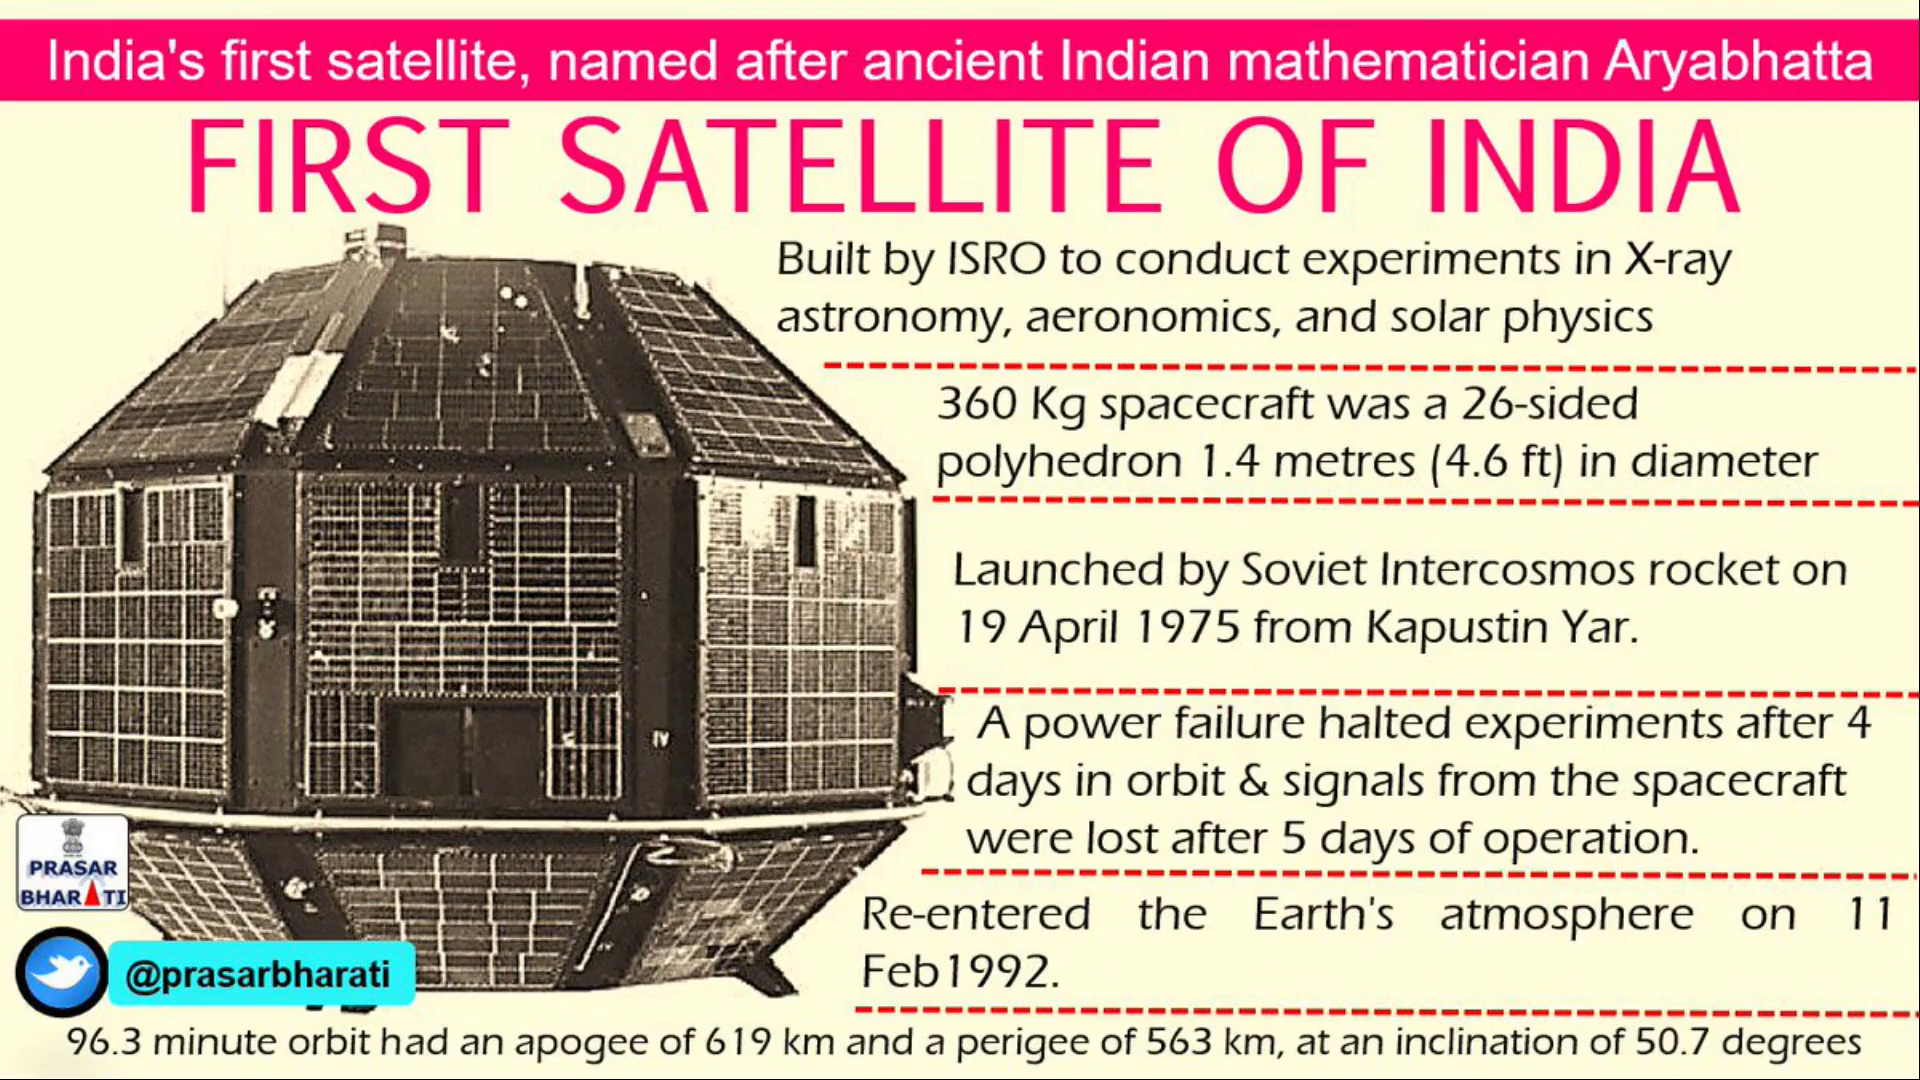 India's first satellite, named after ancient Indian mathematician Aryabhatta
FIRST SATELLITE OF INDIA
Built by ISRO to conduct experiments in X-ray
astronomy, aeronomics, and solar physics
360 Kg spacecraft was a 26-sided
polyhedron 1.4 metres (4.6 ft) in diameter
Launched by Soviet Intercosmos rocket on
19 April 1975 from Kapustin Yar.
A power failure halted experiments after 4
days in orbit & signals from the spacecraft
were lost after 5 days of operation.
Re-entered the Earth's atmosphere on 11
Feb1992.
IV
PRASAR
BHARATI
@prasarbharati
96.3 minute orbit had an apogee of 619 km and a perigee of 563 km, at an inclination of 50.7 degrees